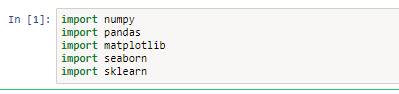 In [1]: import numpy
import pandas
import matplotlib
import seaborn
import sklearn